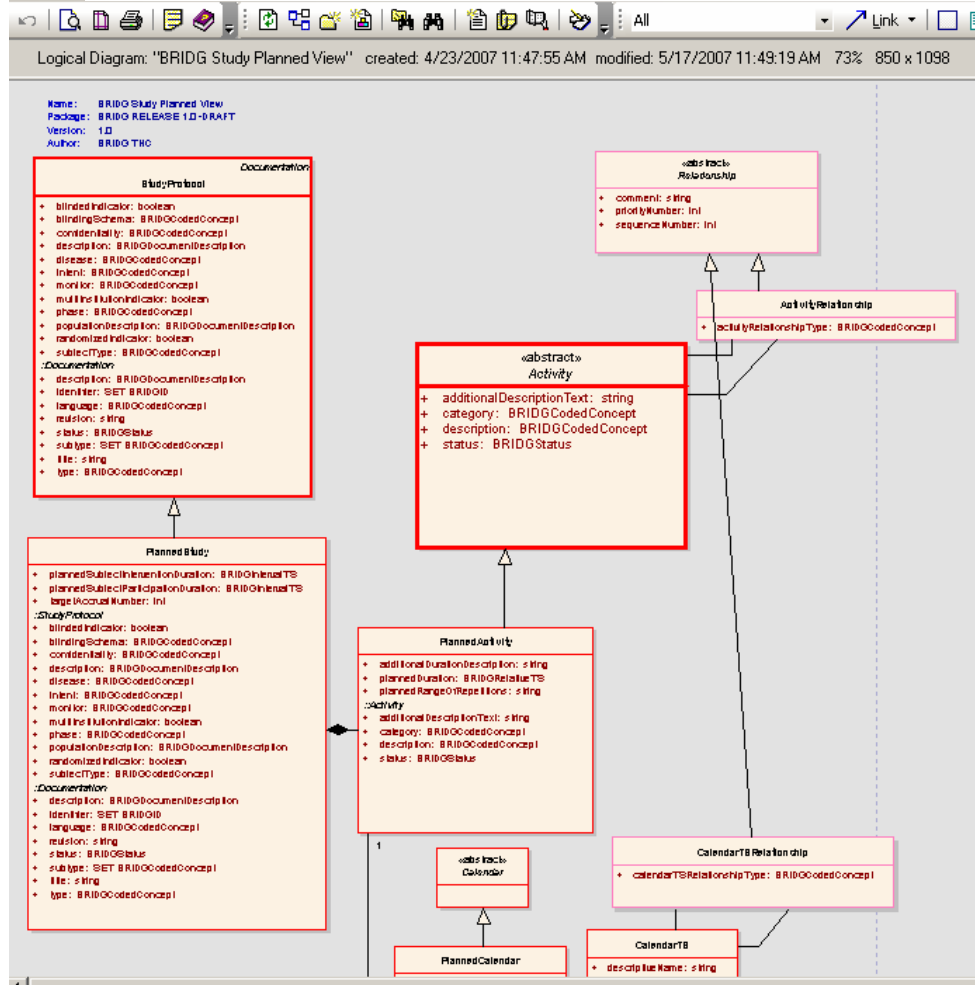 All
Link
Logical Diagram: "BRIDG Study Planned View" created: 4/23/2007 11:47:55 AM modified: 5/17/2007 11:49:19 AM 73% 850 x 1098
Name: BRIDG Study Planned View
Package: BRIDG RELEASE 1.0-DRAFT
Version: 1.0
Author: BRIDG THC
Documentation
StudyProtocol
+ blindedIndicator: boolean
+ blindingSchema: BRIDGCodedConcept
+ confidentiality: BRIDGCodedConcept
+ description: BRIDGDocumentDescription
+ disease: BRIDGCodedConcept
+ intent: BRIDGCodedConcept
+ monitor: BRIDGCodedConcept
+ multiInstitutionIndicator: boolean
+ phase: BRIDGCodedConcept
+ populationDescription: BRIDGDocumentDescription
+ randomizedIndicator: boolean
+ subjectType: BRIDGCodedConcept
::Documentation
+ description: BRIDGDocumentDescription
+ identifier: SET BRIDGID
+ language: BRIDGCodedConcept
+ revision: string
+ status: BRIDGStatus
+ subtype: SET BRIDGCodedConcept
+ title: string
+ type: BRIDGCodedConcept
«abstract»
Relationship
+ comment: string
+ priorityNumber: int
+ sequenceNumber: int
ActivityRelationship
+ activityRelationshipType: BRIDGCodedConcept
«abstract»
Activity
+ additionalDescriptionText: string
+ category: BRIDGCodedConcept
+ description: BRIDGCodedConcept
+ status: BRIDGStatus
PlannedStudy
+ plannedSubjectInterventionDuration: BRIDGIntervalTS
+ plannedSubjectParticipationDuration: BRIDGIntervalTS
+ targetAccrualNumber: int
::StudyProtocol
+ blindedIndicator: boolean
+ blindingSchema: BRIDGCodedConcept
+ confidentiality: BRIDGCodedConcept
+ description: BRIDGDocumentDescription
+ disease: BRIDGCodedConcept
+ intent: BRIDGCodedConcept
+ monitor: BRIDGCodedConcept
+ multiInstitutionIndicator: boolean
+ phase: BRIDGCodedConcept
+ populationDescription: BRIDGDocumentDescription
+ randomizedIndicator: boolean
+ subjectType: BRIDGCodedConcept
::Documentation
+ description: BRIDGDocumentDescription
+ identifier: SET BRIDGID
+ language: BRIDGCodedConcept
+ revision: string
+ status: BRIDGStatus
+ subtype: SET BRIDGCodedConcept
+ title: string
+ type: BRIDGCodedConcept
PlannedActivity
+ additionalDurationDescription: string
+ plannedDuration: BRIDGRelativeTS
+ plannedRangeOfRepetitions: string
::Activity
+ additionalDescriptionText: string
+ category: BRIDGCodedConcept
+ description: BRIDGCodedConcept
+ status: BRIDGStatus
1
«abstract»
Calendar
PlannedCalendar
CalendarTSRelationship
+ calendarTSRelationshipType: BRIDGCodedConcept
CalendarTS
+ descriptiveName: string